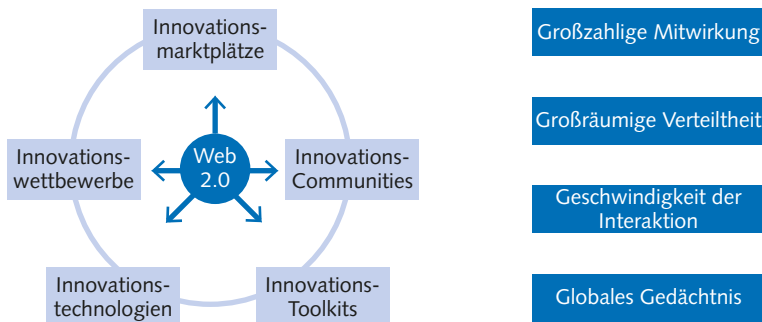 Innovations-
marktplätze
Innovations-
wettbewerbe
Web
2.0
Innovations-
Communities
Innovations-
technologien
Innovations-
Toolkits
Großzahlige Mitwirkung
Großräumige Verteiltheit
Geschwindigkeit der
Interaktion
Globales Gedächtnis